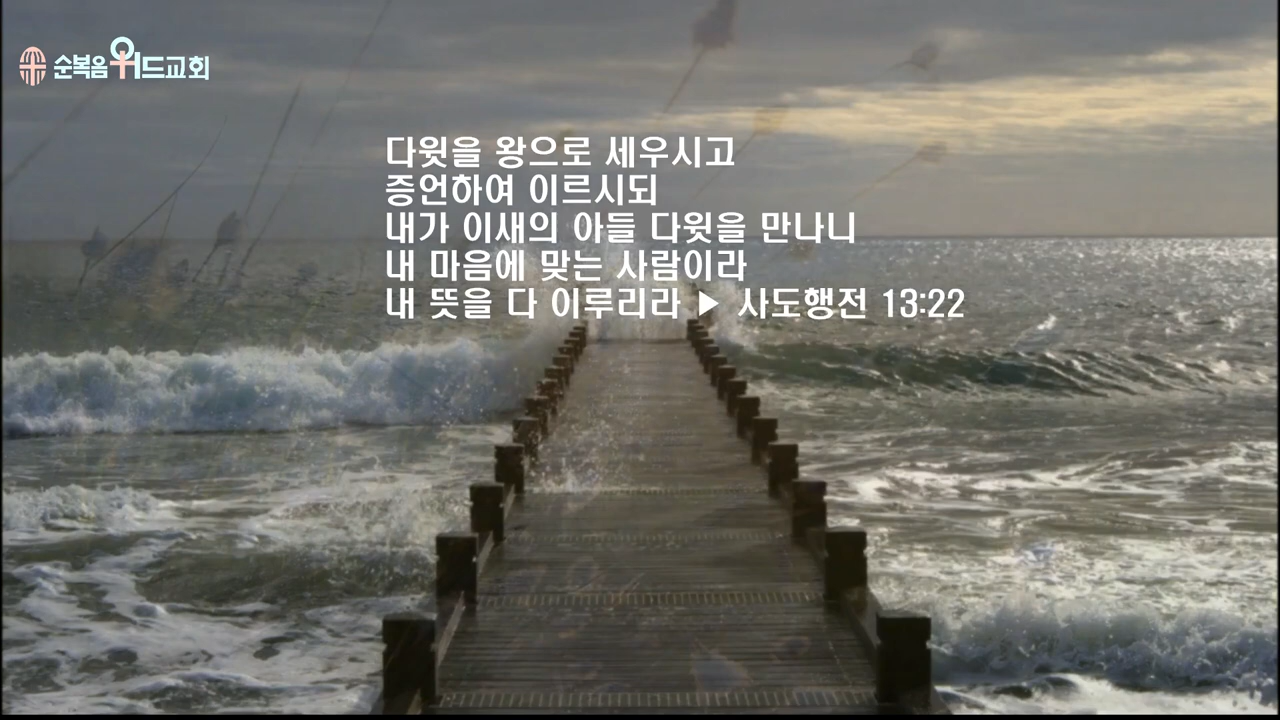 순복음위드교회
다윗을 왕으로 세우시고
증언하여 이르시되
내가 이새의 아들 다윗을 만나니
내 마음에 맞는 사람이라
내 뜻을 다 이루리라 ▶ 사도행전 13:22